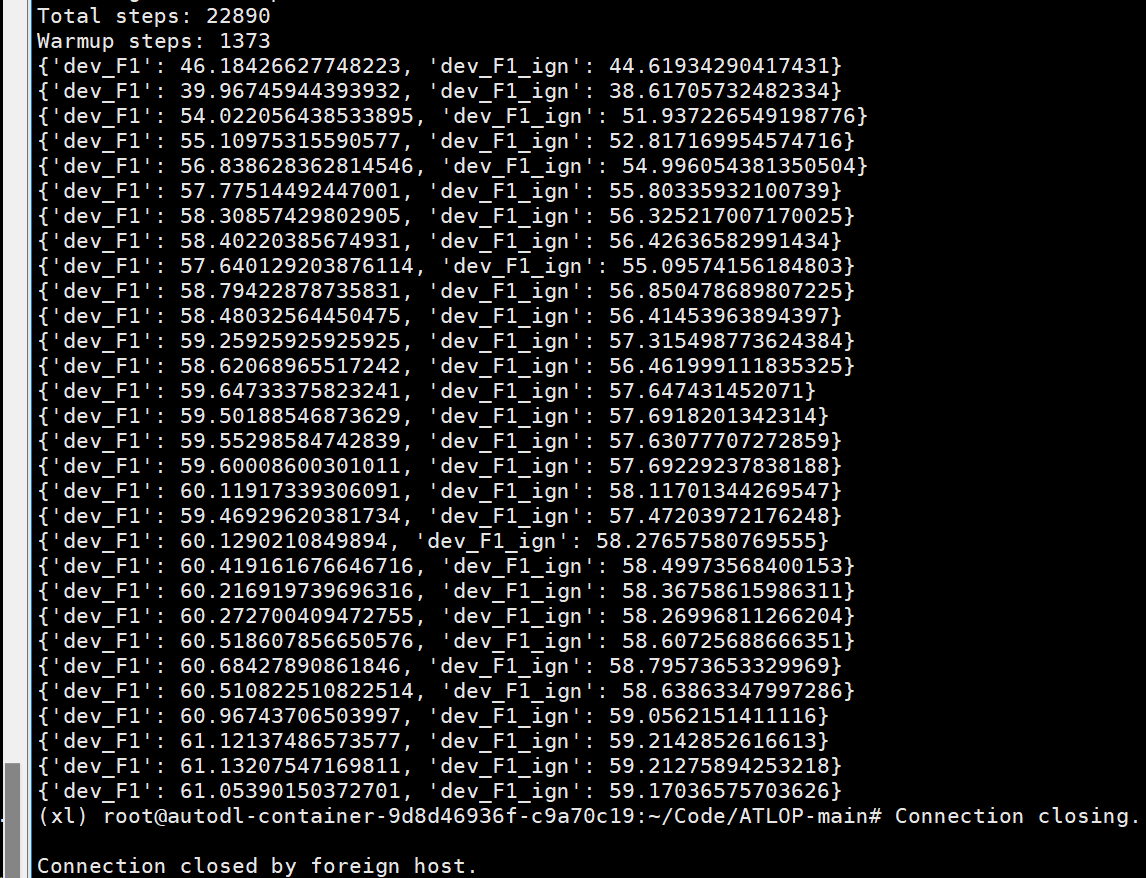 Total steps: 22890
Warmup steps: 1373
{'dev_F1': 46.18426627748223, 'dev_F1_ign': 44.61934290417431}
{'dev_F1': 39.96745944393932, 'dev_F1_ign': 38.61705732482334}
{'dev_F1': 54.022056438533895, 'dev_F1_ign': 51.937226549198776}
{'dev_F1': 55.10975315590577, 'dev_F1_ign': 52.817169954574716}
{'dev_F1': 56.838628362814546, 'dev_F1_ign': 54.996054381350504}
{'dev_F1': 57.77514492447001, 'dev_F1_ign': 55.80335932100739}
{'dev_F1': 58.30857429802905, 'dev_F1_ign': 56.325217007170025}
{'dev_F1': 58.40220385674931, 'dev_F1_ign': 56.42636582991434}
{'dev_F1': 57.640129203876114, 'dev_F1_ign': 55.09574156184803}
{'dev_F1': 58.79422878735831, 'dev_F1_ign': 56.850478689807225}
{'dev_F1': 58.48032564450475, 'dev_F1_ign': 56.41453963894397}
{'dev_F1': 59.25925925925925, 'dev_F1_ign': 57.315498773624384}
{'dev_F1': 58.62068965517242, 'dev_F1_ign': 56.461999111835325}
{'dev_F1': 59.64733375823241, 'dev_F1_ign': 57.647431452071}
{'dev_F1': 59.50188546873629, 'dev_F1_ign': 57.6918201342314}
{'dev_F1': 59.55298584742839, 'dev_F1_ign': 57.63077707272859}
{'dev_F1': 59.60008600301011, 'dev_F1_ign': 57.69229237838188}
{'dev_F1': 60.11917339306091, 'dev_F1_ign': 58.11701344269547}
{'dev_F1': 59.46929620381734, 'dev_F1_ign': 57.47203972176248}
{'dev_F1': 60.1290210849894, 'dev_F1_ign': 58.27657580769555}
{'dev_F1': 60.419161676646716, 'dev_F1_ign': 58.49973568400153}
{'dev_F1': 60.216919739696316, 'dev_F1_ign': 58.36758615986311}
{'dev_F1': 60.272700409472755, 'dev_F1_ign': 58.26996811266204}
{'dev_F1': 60.518607856650576, 'dev_F1_ign': 58.60725688666351}
{'dev_F1': 60.68427890861846, 'dev_F1_ign': 58.79573653329969}
{'dev_F1': 60.510822510822514, 'dev_F1_ign': 58.63863347997286}
{'dev_F1': 60.96743706503997, 'dev_F1_ign': 59.0562151411116}
{'dev_F1': 61.12137486573577, 'dev_F1_ign': 59.2142852616613}
{'dev_F1': 61.13207547169811, 'dev_F1_ign': 59.21275894253218}
{'dev_F1': 61.05390150372701, 'dev_F1_ign': 59.17036575703626}
(xl) root@autodl-container-9d8d46936f-c9a70c19:~/Code/ATLOP-main# Connection closing.
Connection closed by foreign host.